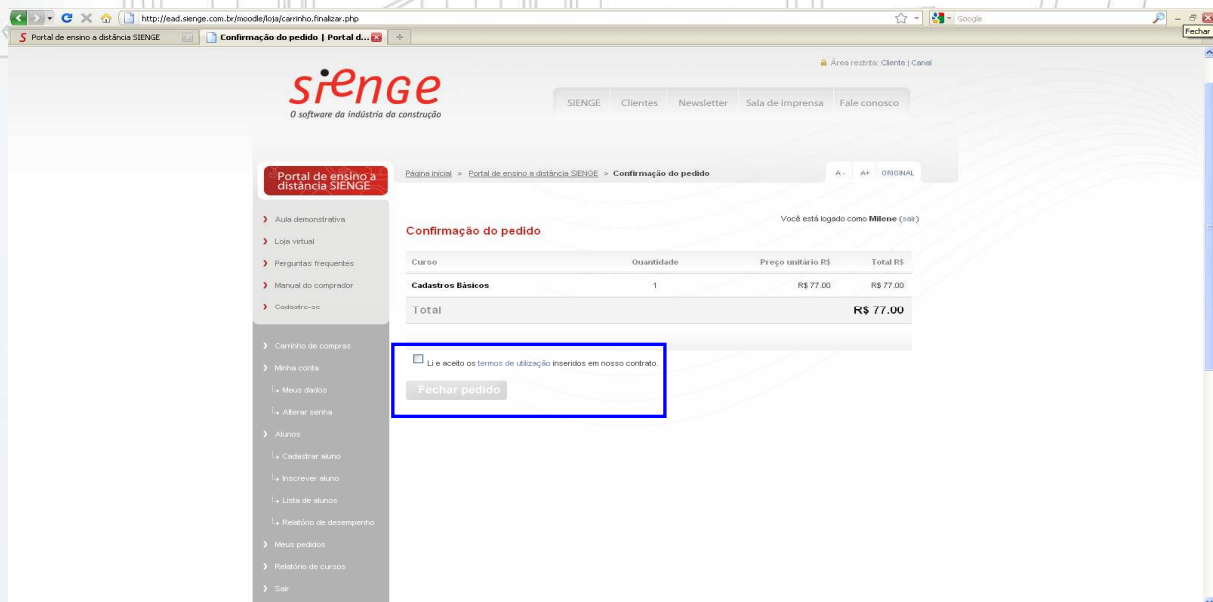 http://ead.sienge.com.br/moodle/loja/carrinho.finalizar.php
Google
Portal de ensino a distância SIENGE
Confirmação do pedido | Portal d...
Fechar
Área restrita: Cliente | Canal
sienge
O software da indústria da construção
SIENGE Clientes Newsletter Sala de imprensa Fale conosco
Portal de ensino a
distância SIENGE
Página inicial > Portal de ensino a distância SIENGE > Confirmação do pedido
A- A+ ORIGINAL
Aula demonstrativa
Loja virtual
Perguntas frequentes
Manual do comprador
Cadastre-se
Carrinho de compras
Minha conta
Meus dados
Alterar senha
Alunos
Cadastrar aluno
Inscrever aluno
Lista de alunos
Relatório de desempenho
Meus pedidos
Relatório de cursos
Sair
Você está logado como Milene (sair)
Confirmação do pedido
Curso Quantidade Preço unitário R$ Total R$
Cadastros Básicos 1 R$ 77.00 R$ 77.00
Total R$ 77.00
Li e aceito os termos de utilização inseridos em nosso contrato.
Fechar pedido